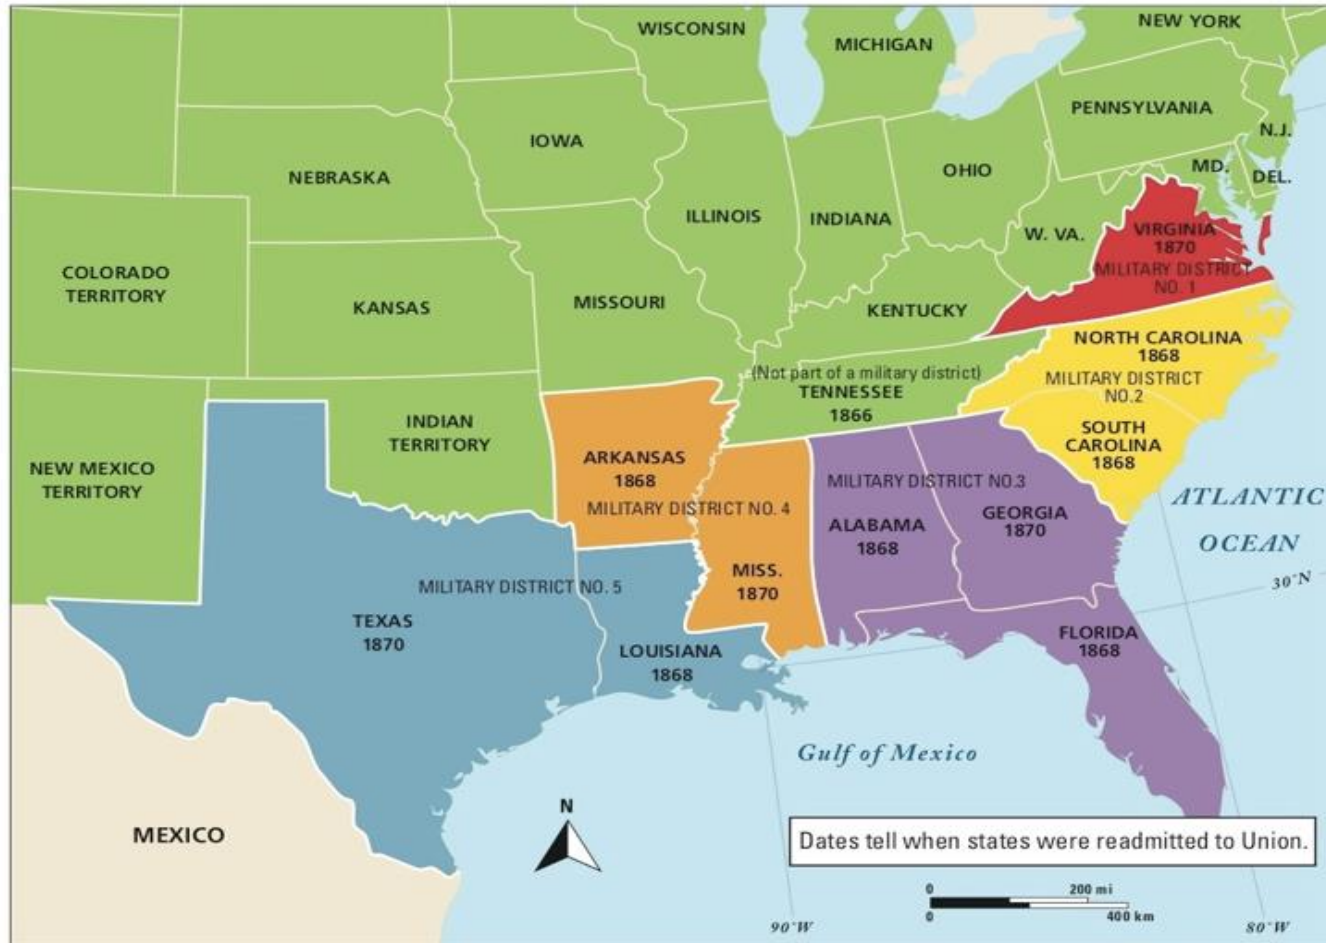 WISCONSIN
MICHIGAN
NEW YORK
PENNSYLVANIA
N.J.
IOWA
NEBRASKA
OHIO
MD.
DEL.
ILLINOIS
INDIANA
W. VA.
VIRGINIA
1870
MILITARY DISTRICT
NO. 1
COLORADO
TERRITORY
KANSAS
MISSOURI
KENTUCKY
NORTH CAROLINA
1868
MILITARY DISTRICT
NO.2
(Not part of a military district)
TENNESSEE
1866
SOUTH
CAROLINA
1868
INDIAN
TERRITORY
NEW MEXICO
TERRITORY
ARKANSAS
1868
MILITARY DISTRICT NO. 4
MILITARY DISTRICT NO.3
ALABAMA
1868
GEORGIA
1870
ATLANTIC
OCEAN
30°N
MISS.
1870
MILITARY DISTRICT NO. 5
TEXAS
1870
LOUISIANA
1868
FLORIDA
1868
Gulf of Mexico
MEXICO
N
Dates tell when states were readmitted to Union.
0 200 mi
0 400 km
90°W
80°W